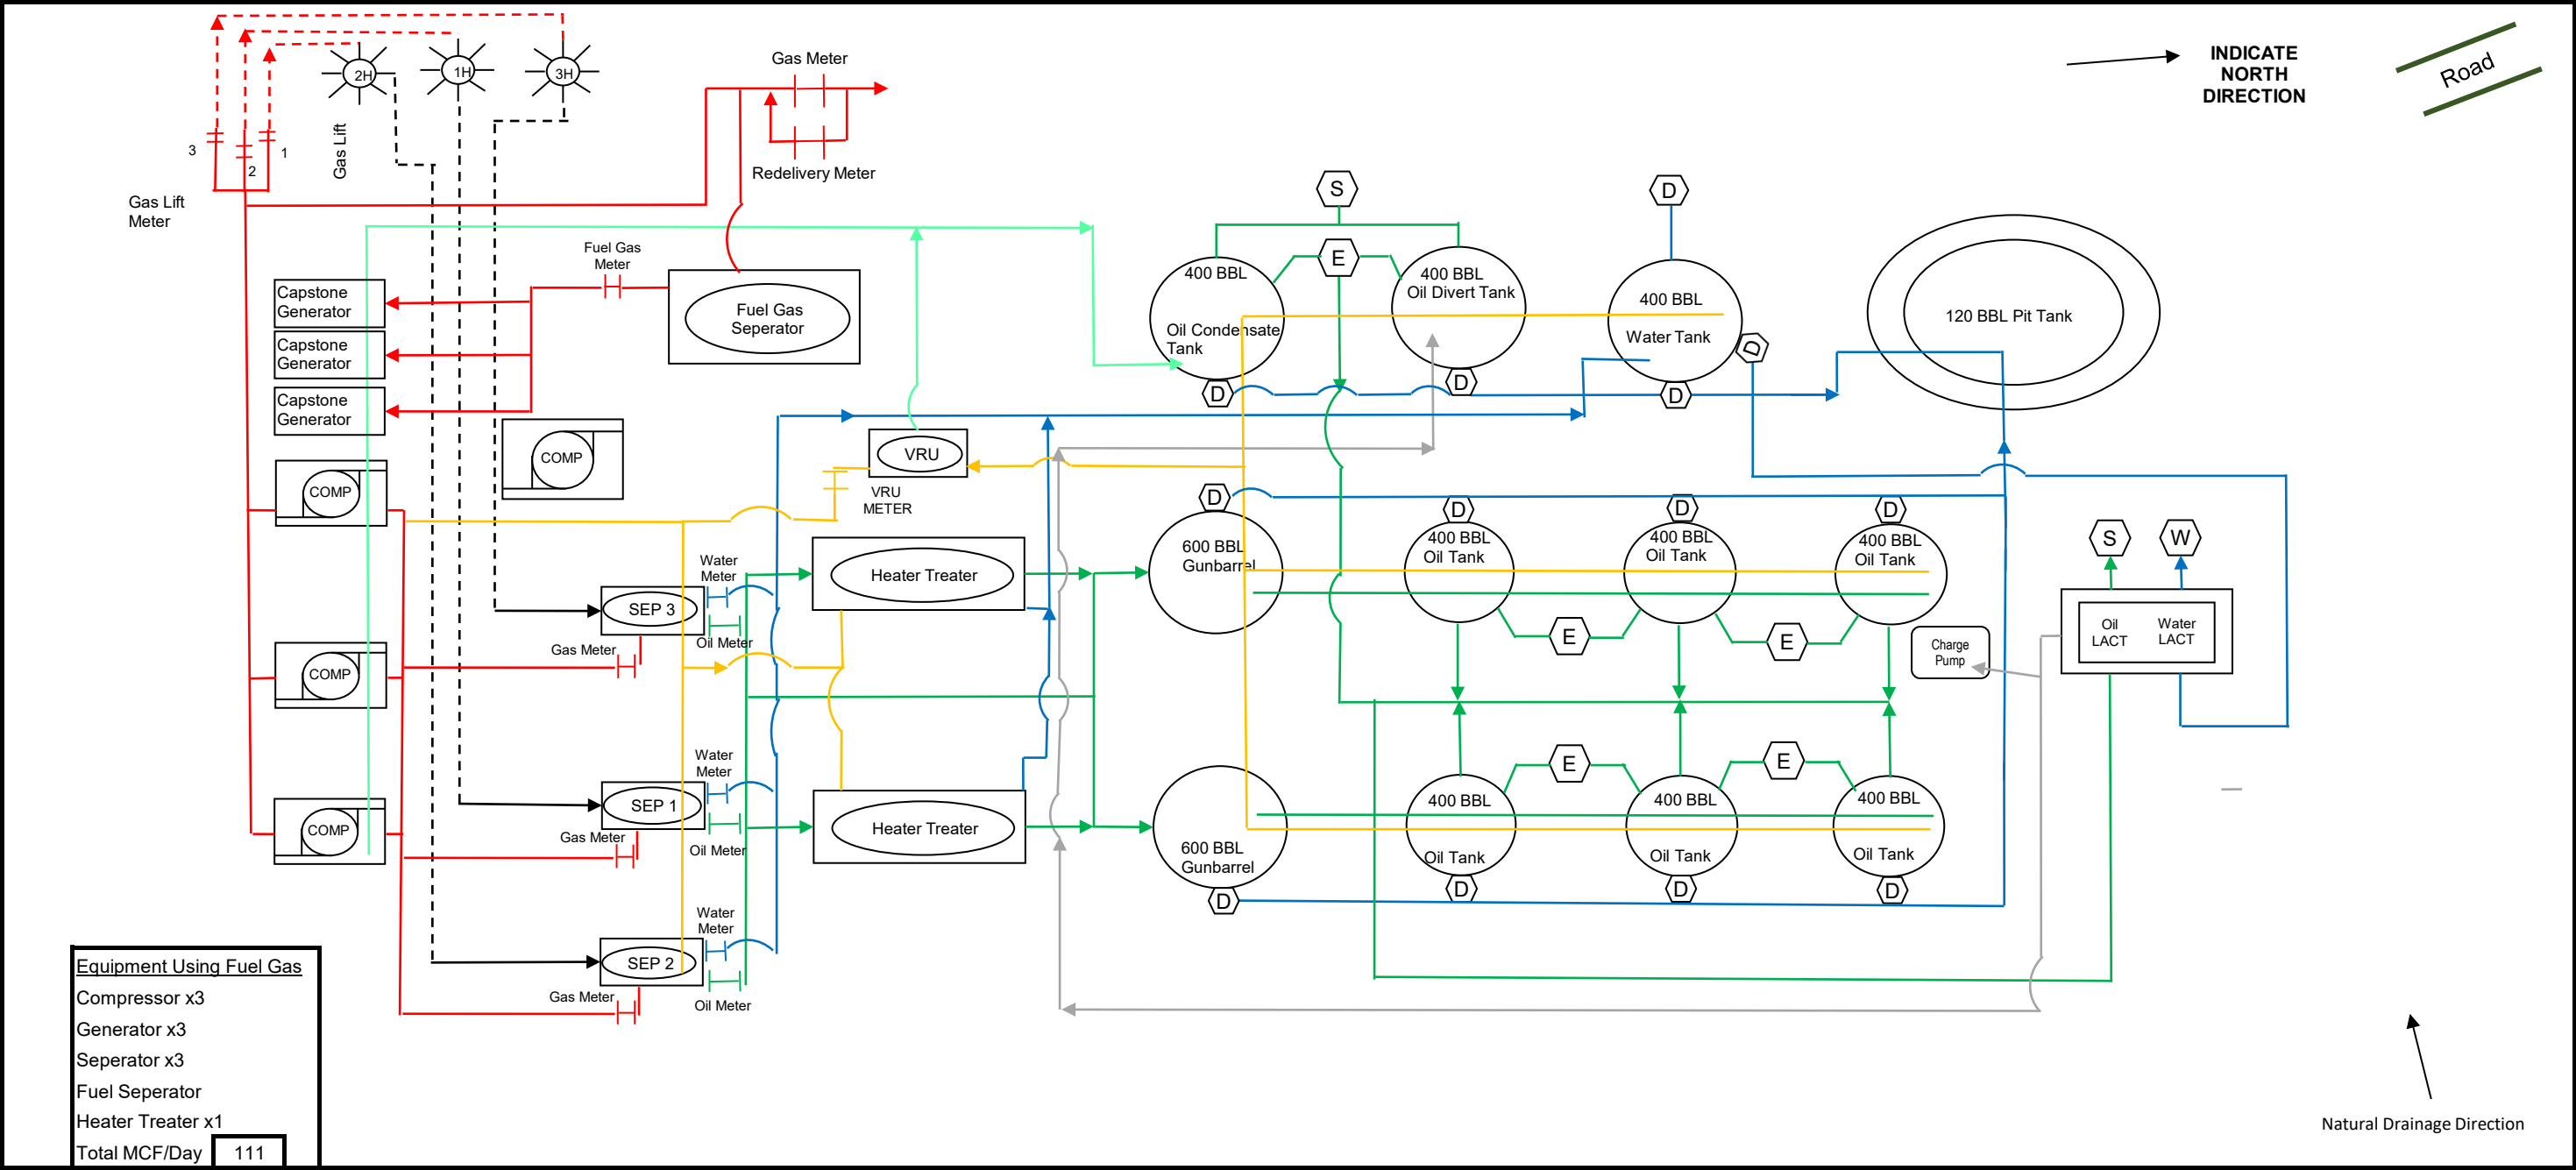 2H
1H
3H
Gas Meter
INDICATE
NORTH
DIRECTION
Road
3
2
1
Gas Lift
Redelivery Meter
Gas Lift
Meter
S
D
Fuel Gas
Meter
E
400 BBL
Oil Condensate
Tank
400 BBL
Oil Divert Tank
400 BBL
Water Tank
120 BBL Pit Tank
Capstone
Generator
Capstone
Generator
Capstone
Generator
Fuel Gas
Seperator
D
D
D
D
D
COMP
COMP
VRU
VRU
METER
D
D
D
D
600 BBL
Gunbarrel
400 BBL
Oil Tank
400 BBL
Oil Tank
400 BBL
Oil Tank
S
W
Water
Meter
Heater Treater
SEP 3
Oil Meter
Gas Meter
E
E
Charge
Pump
Oil
LACT
Water
LACT
COMP
Water
Meter
E
E
COMP
SEP 1
Gas Meter
Oil Meter
Heater Treater
600 BBL
Gunbarrel
400 BBL
Oil Tank
400 BBL
Oil Tank
400 BBL
Oil Tank
D
D
D
D
Water
Meter
SEP 2
Gas Meter
Oil Meter
Equipment Using Fuel Gas
Compressor x3
Generator x3
Seperator x3
Fuel Seperator
Heater Treater x1
Total MCF/Day 111
Natural Drainage Direction